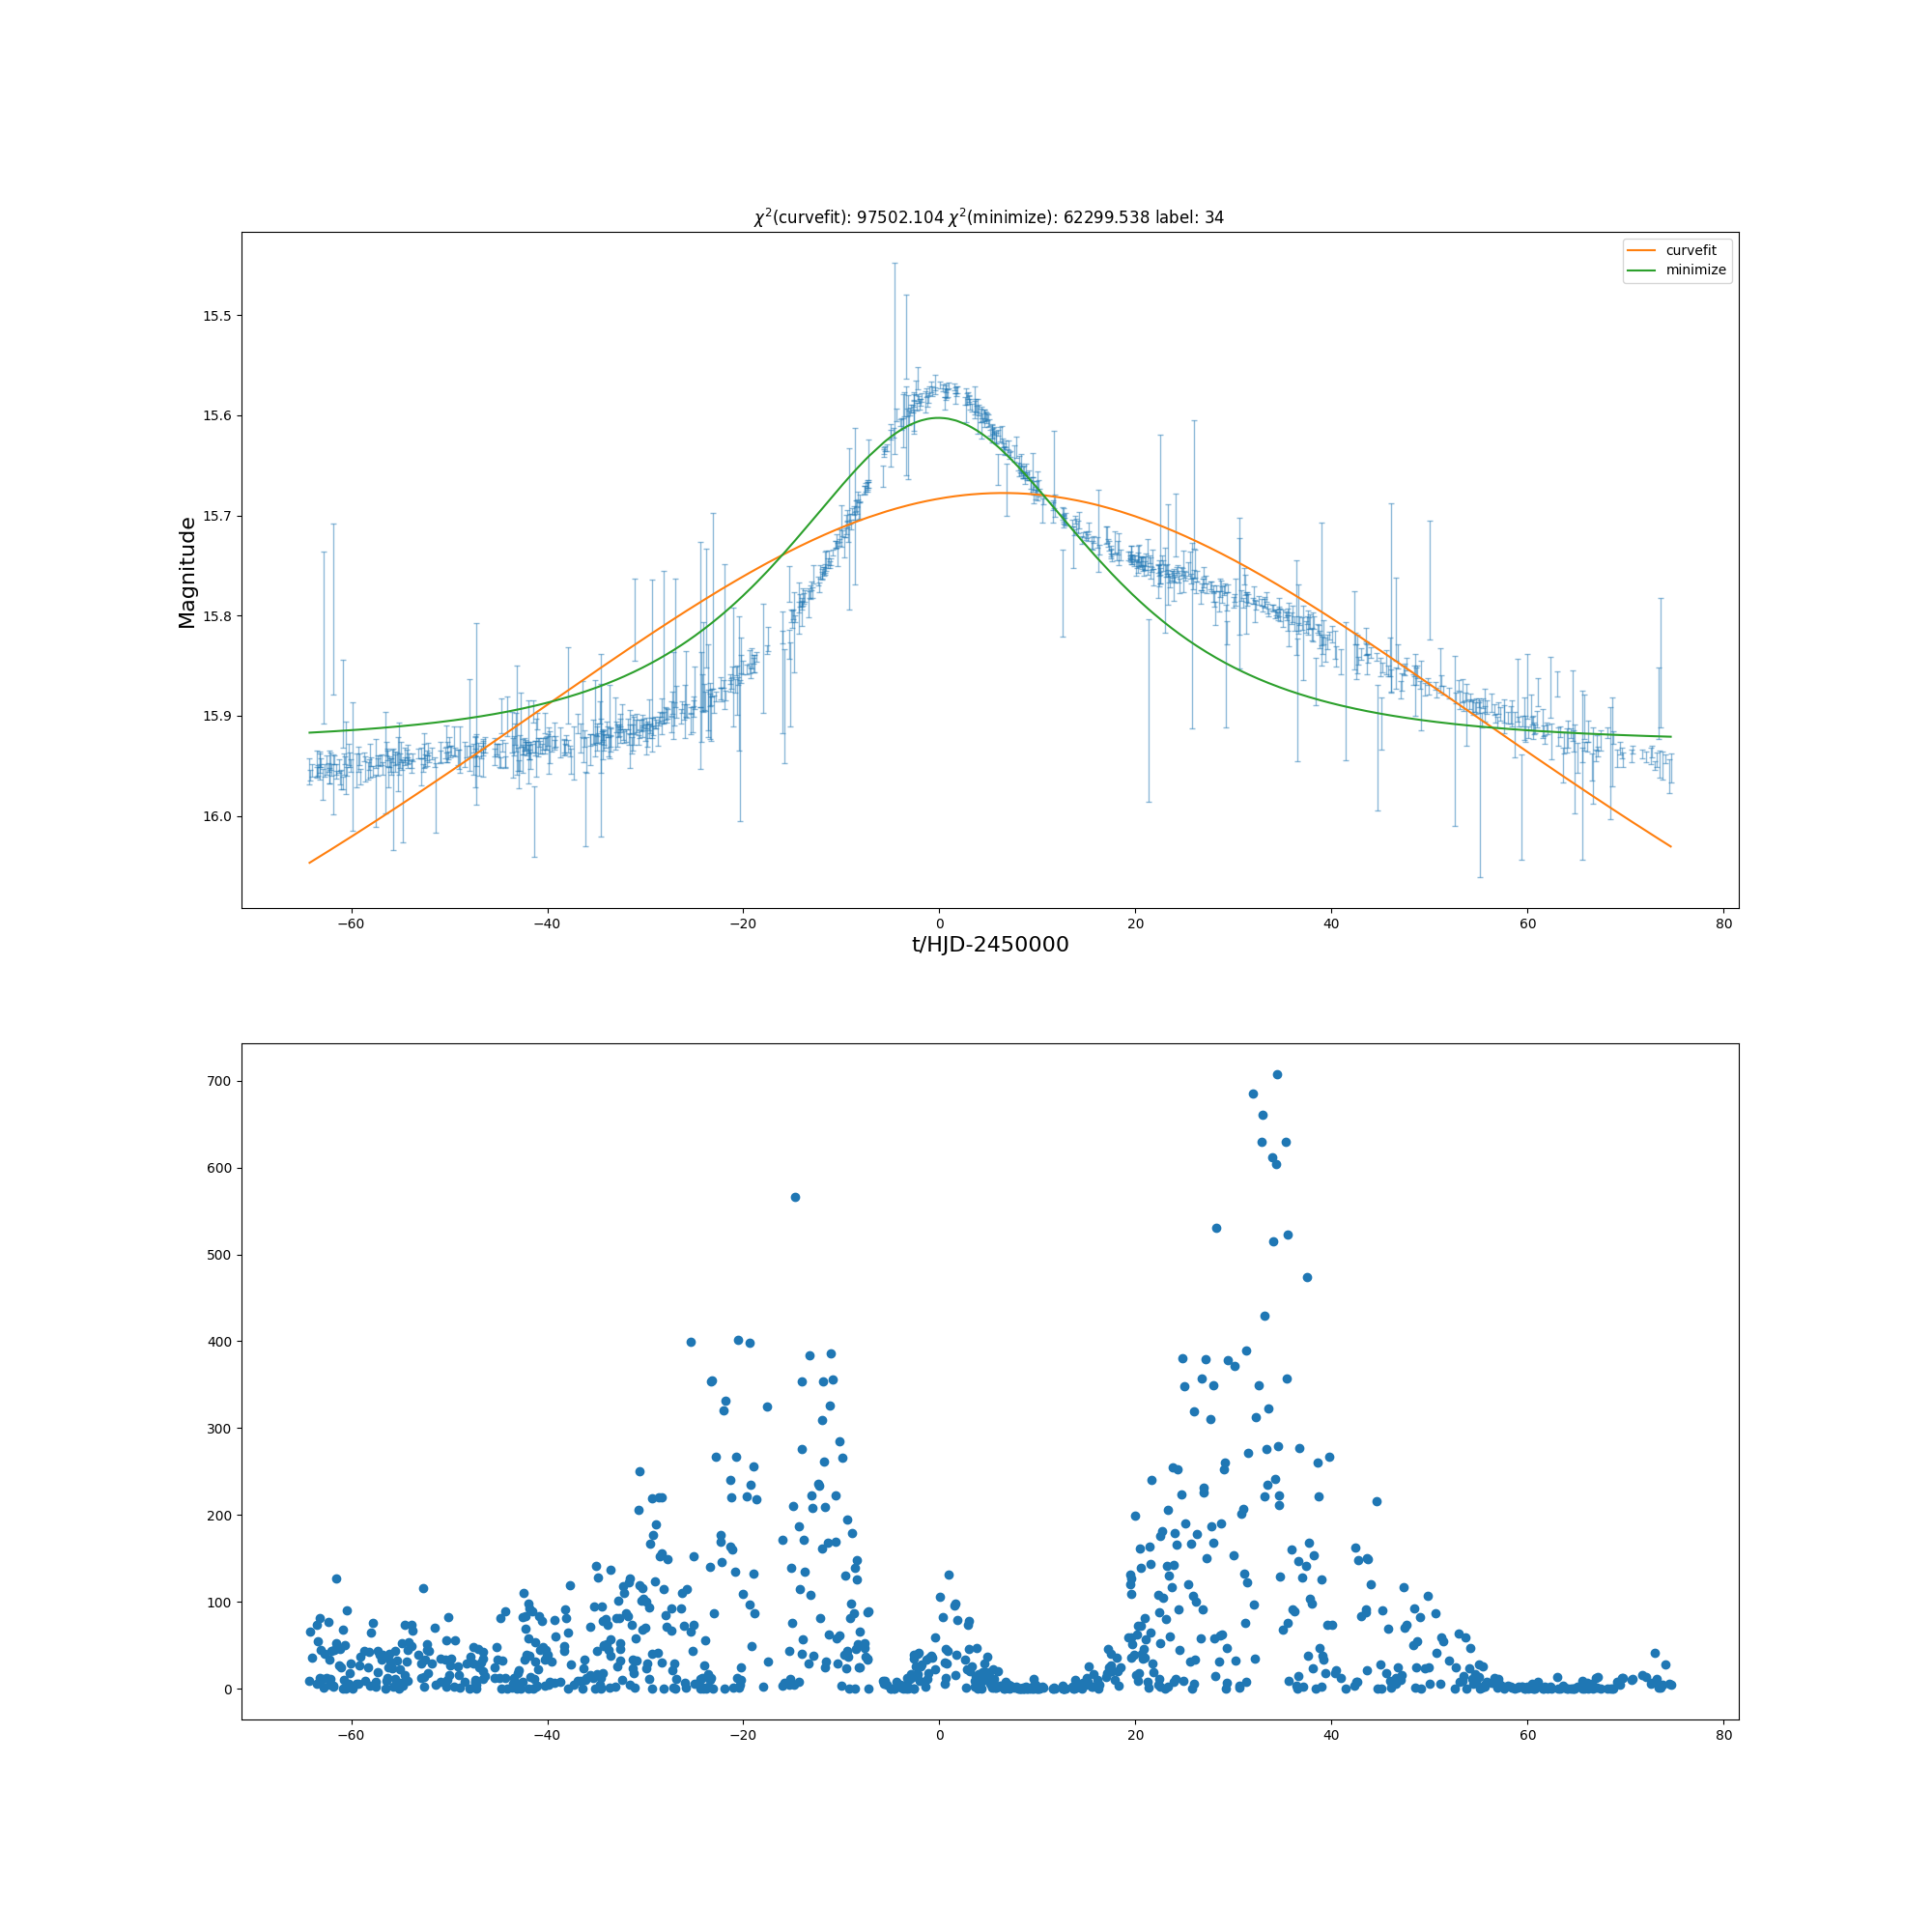 χ²(curvefit): 97502.104 χ²(minimize): 62299.538 label: 34
curvefit
minimize
Magnitude
15.5
15.6
15.7
15.8
15.9
16.0
−60 −40 −20 0 20 40 60 80
t/HJD-2450000
700
600
500
400
300
200
100
0
−60 −40 −20 0 20 40 60 80